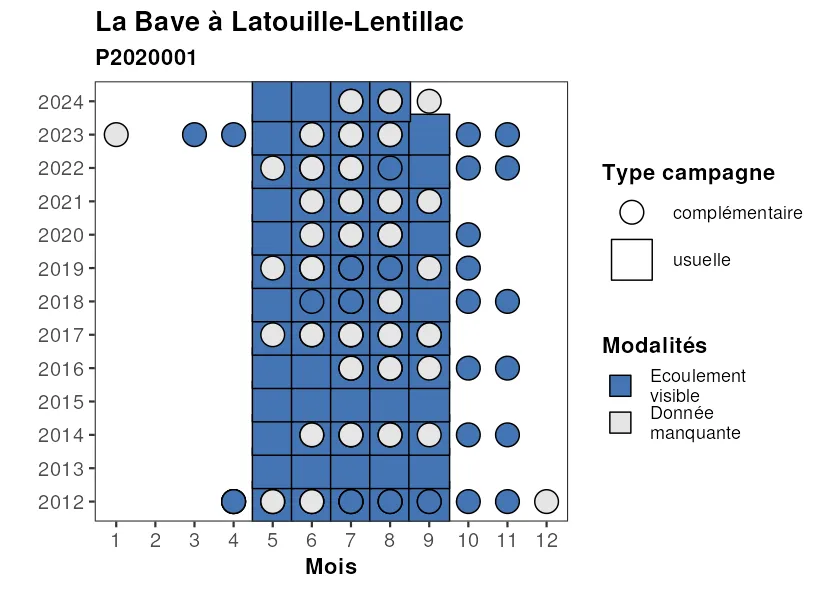 La Bave à Latouille-Lentillac
P2020001
2024
2023
2022
2021
2020
2019
2018
2017
2016
2015
2014
2013
2012
1 2 3 4 5 6 7 8 9 10 11 12
Mois
Type campagne
complémentaire
usuelle
Modalités
Ecoulement
visible
Donnée
manquante